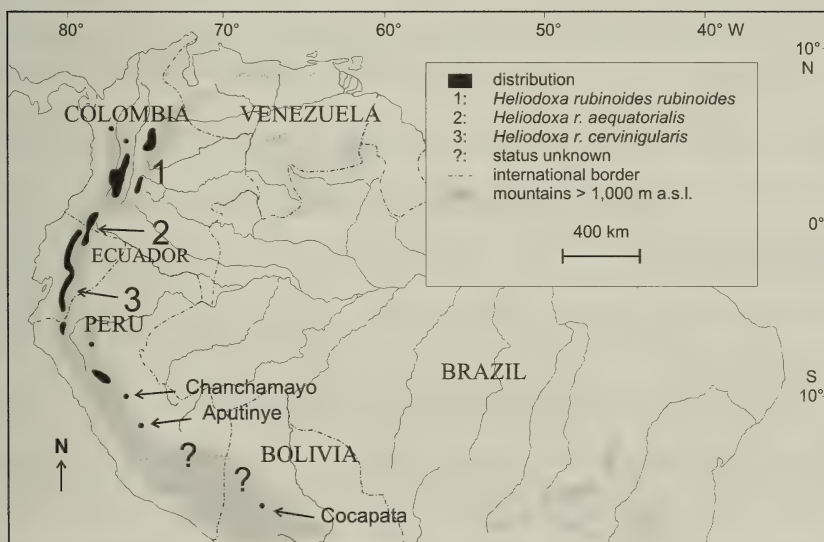 80° 70° 60° 50° 40° W
10°
N
distribution
1: Heliodoxa rubinoides rubinoides
2: Heliodoxa r. aequatorialis
3: Heliodoxa r. cervinigularis
?: status unknown
international border
mountains > 1,000 m a.s.l.
400 km
COLOMBIA VENEZUELA
1
0°
2
ECUADOR
3
PERU
BRAZIL
S
10°
Chanchamayo
Aputinye
N
?
BOLIVIA
?
Cocapata